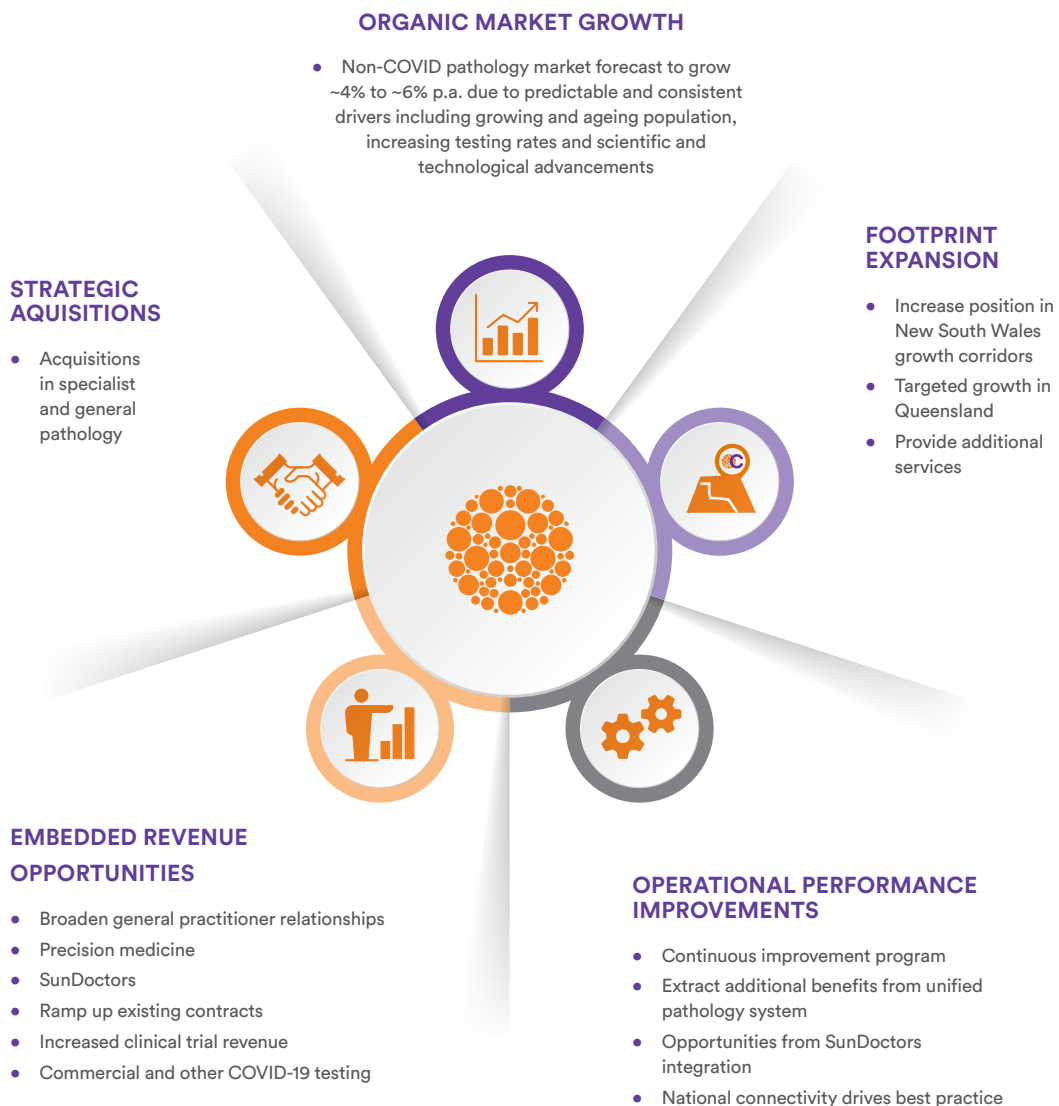 ORGANIC MARKET GROWTH
● Non-COVID pathology market forecast to grow
~4% to ~6% p.a. due to predictable and consistent
drivers including growing and ageing population,
increasing testing rates and scientific and
technological advancements
STRATEGIC
AQUISITIONS
● Acquisitions
in specialist
and general
pathology
FOOTPRINT
EXPANSION
● Increase position in
New South Wales
growth corridors
● Targeted growth in
Queensland
● Provide additional
services
C
EMBEDDED REVENUE
OPPORTUNITIES
● Broaden general practitioner relationships
● Precision medicine
● SunDoctors
● Ramp up existing contracts
● Increased clinical trial revenue
● Commercial and other COVID-19 testing
OPERATIONAL PERFORMANCE
IMPROVEMENTS
● Continuous improvement program
● Extract additional benefits from unified
pathology system
● Opportunities from SunDoctors
integration
● National connectivity drives best practice